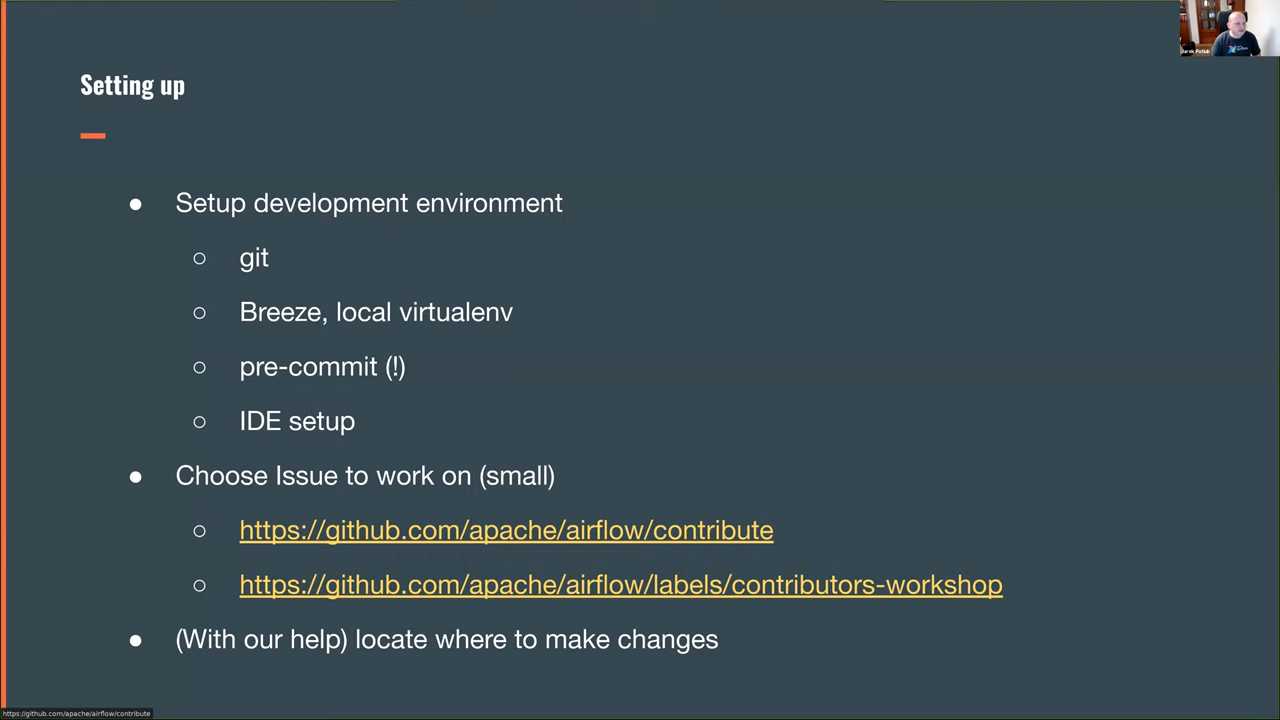 Setting up
● Setup development environment
○ git
○ Breeze, local virtualenv
○ pre-commit (!)
○ IDE setup
● Choose Issue to work on (small)
○ https://github.com/apache/airflow/contribute
○ https://github.com/apache/airflow/labels/contributors-workshop
● (With our help) locate where to make changes
Jarek Potiuk
https://github.com/apache/airflow/contribute